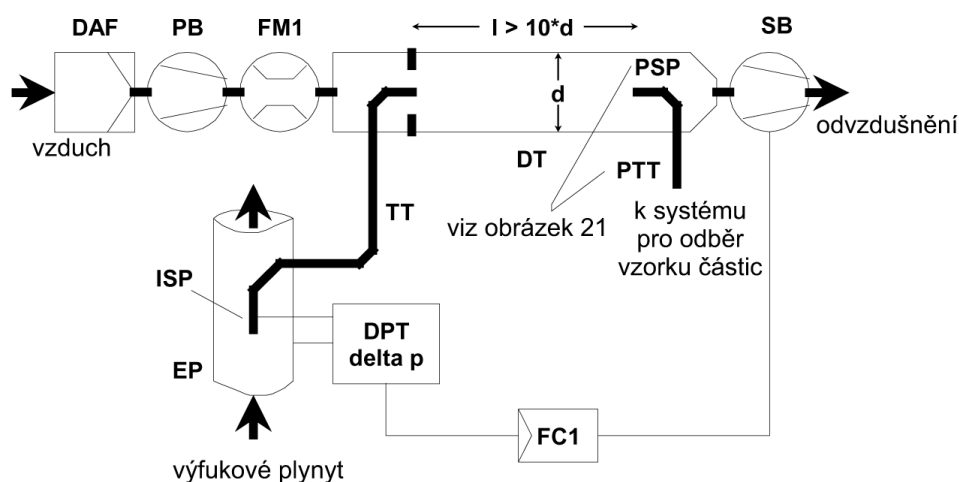 DAF
PB
FM1
l > 10*d
SB
PSP
d
vzduch
odvzdušnění
DT
PTT
TT
viz obrázek 21
k systému
pro odběr
vzorku částic
ISP
DPT
delta p
EP
FC1
výfukové plynyt